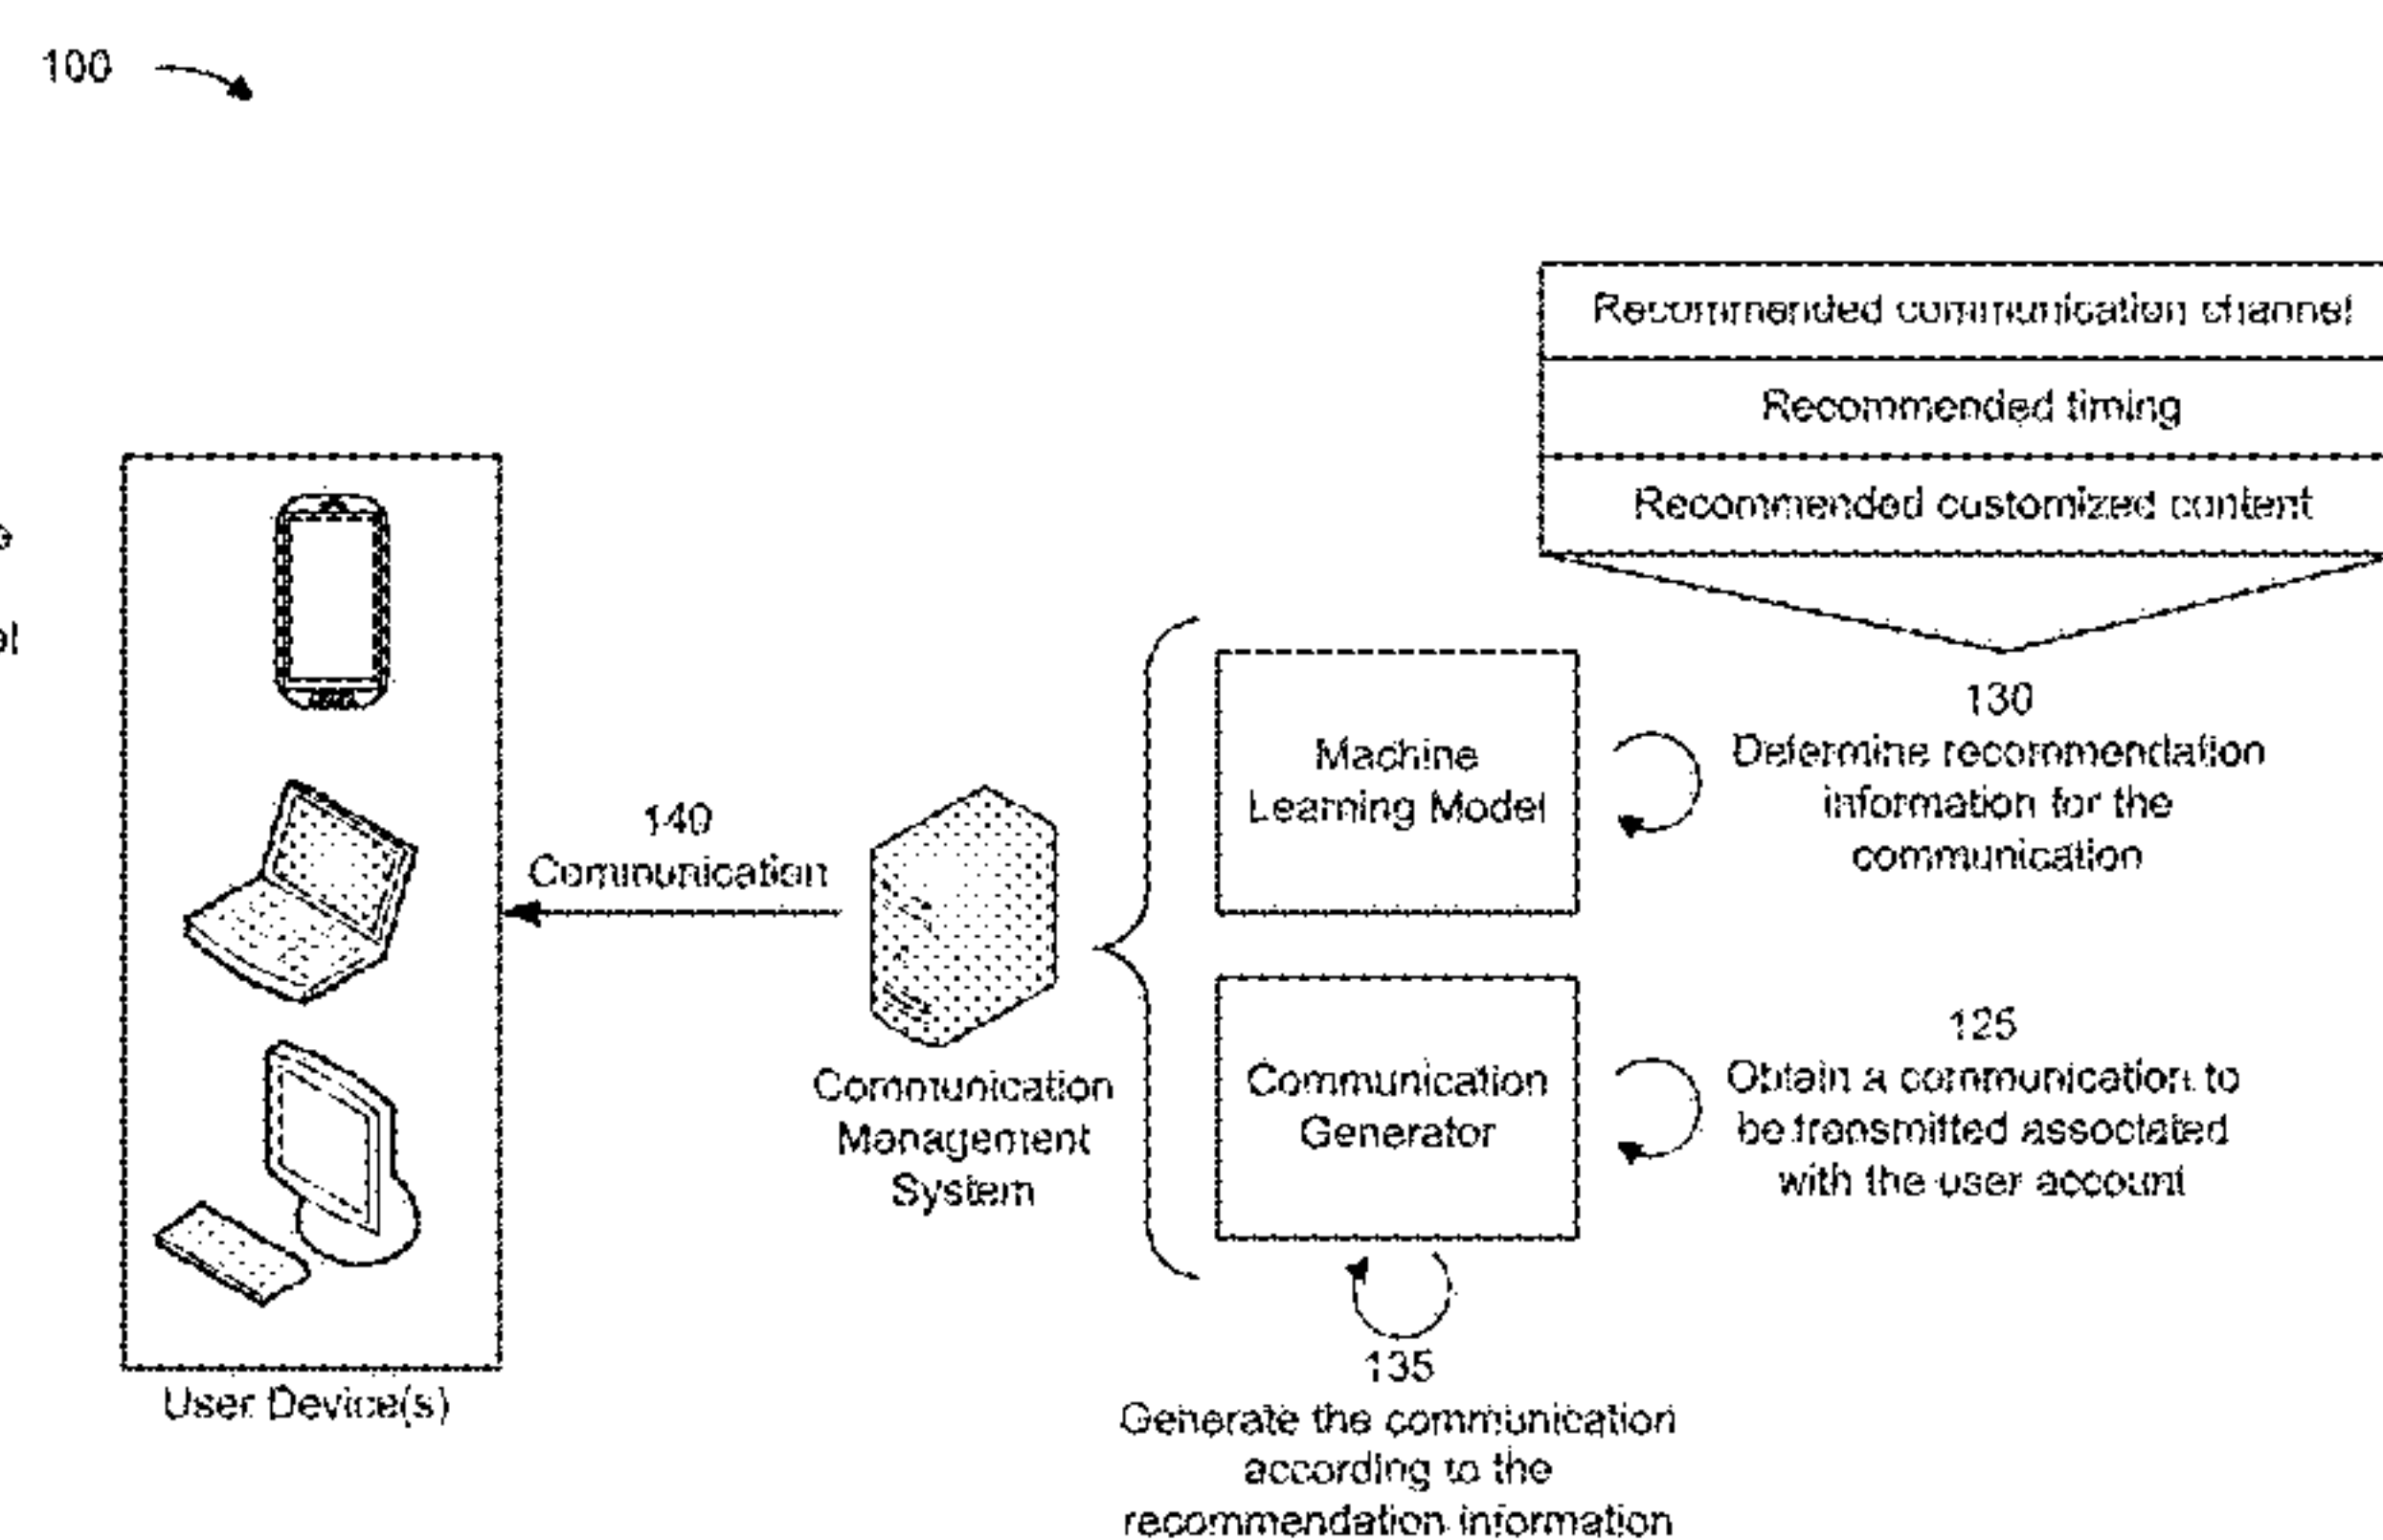 100
Recommended communication channel
Recommended timing
Recommended customized content
130
Determine recommendation
information for the
communication
Machine
Learning Model
140
Communication
Communication
Management
System
Communication
Generator
125
Obtain a communication to
be transmitted associated
with the user account
User Device(s)
135
Generate the communication
according to the
recommendation information